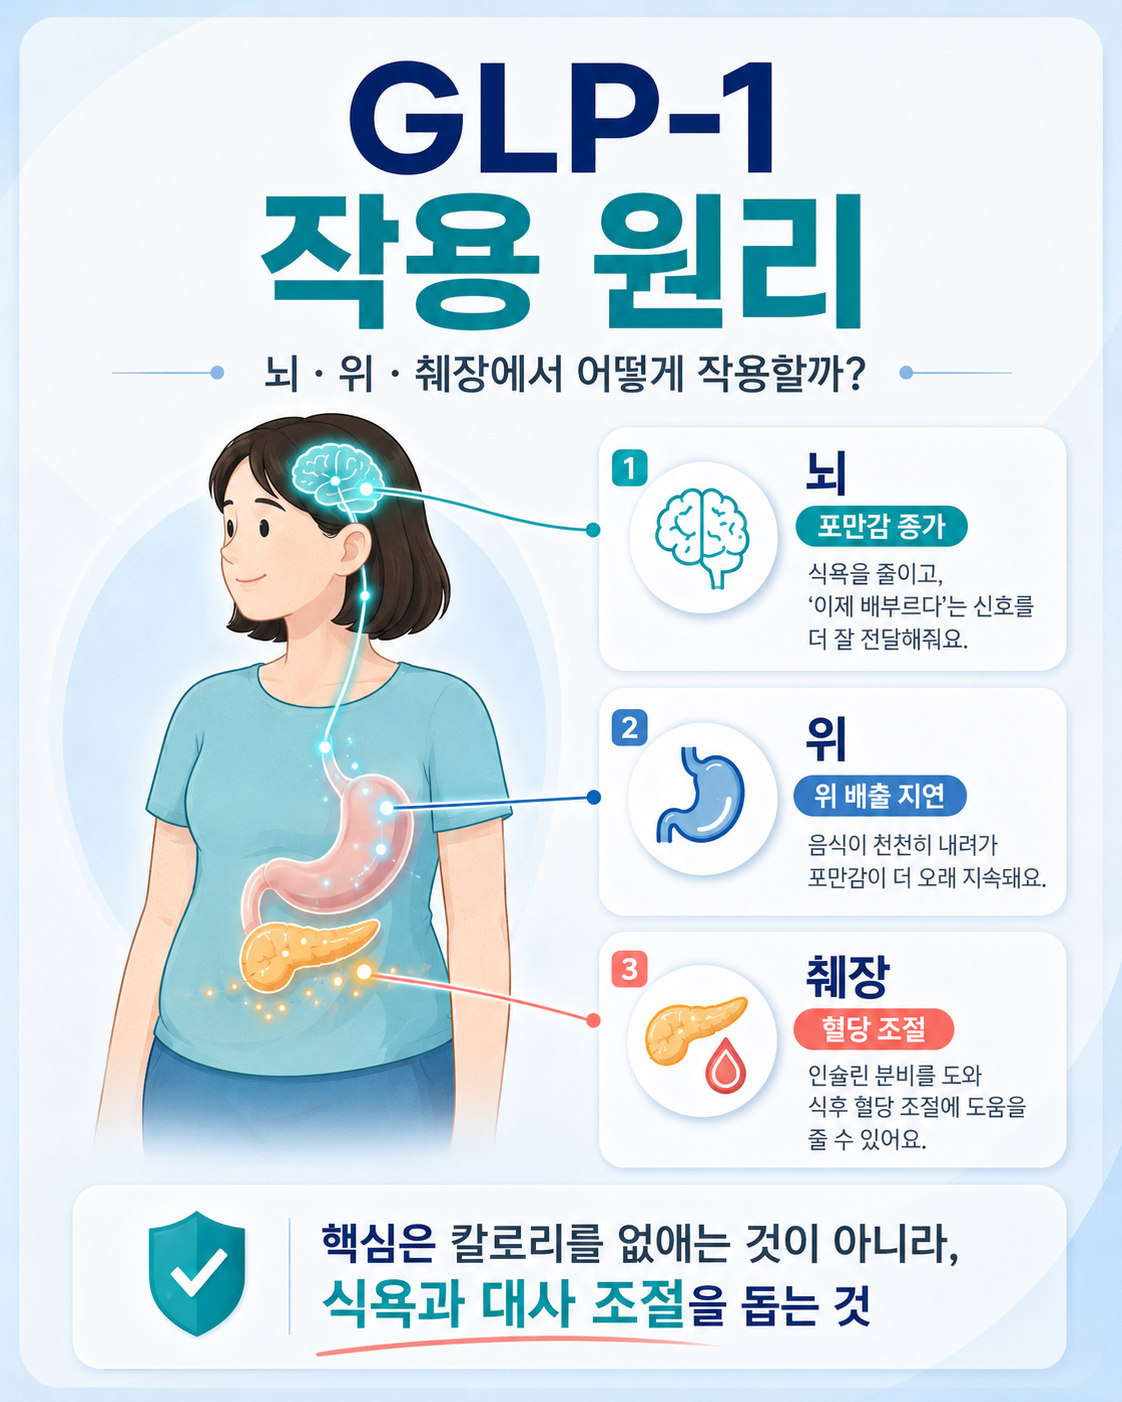 GLP-1
작용 원리
뇌 · 위 · 췌장에서 어떻게 작용할까?
1
뇌
포만감 종가
식욕을 줄이고,
‘이제 배부르다’는 신호를
더 잘 전달해줘요.
2
위
위 배출 지연
음식이 천천히 내려가
포만감이 더 오래 지속돼요.
3
췌장
혈당 조절
인슐린 분비를 도와
식후 혈당 조절에 도움을
줄 수 있어요.
핵심은 칼로리를 없애는 것이 아니라,
식욕과 대사 조절을 돕는 것